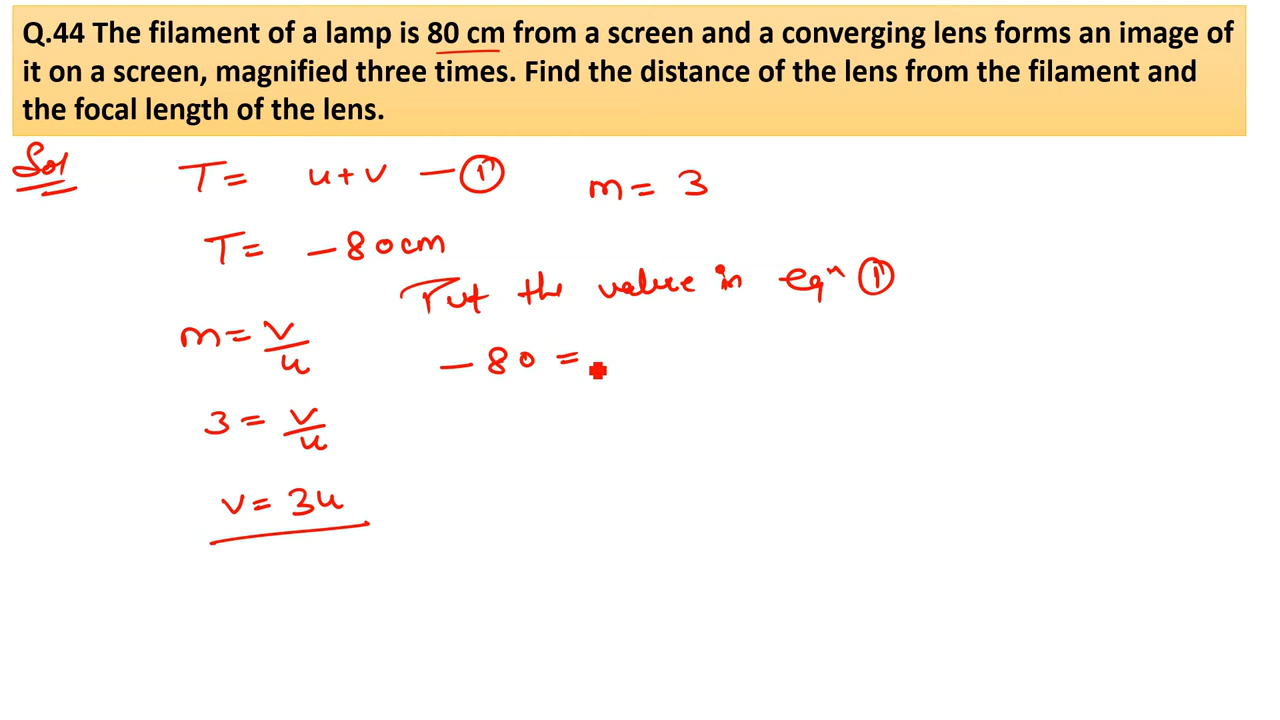 Q.44 The filament of a lamp is 80 cm from a screen and a converging lens forms an image of
it on a screen, magnified three times. Find the distance of the lens from the filament and
the focal length of the lens.
Sol
T = u + v — ①
m = 3
T = - 80cm
Put the value in eqⁿ ①
m = v/u
- 80 =
3 = v/u
v = 3u